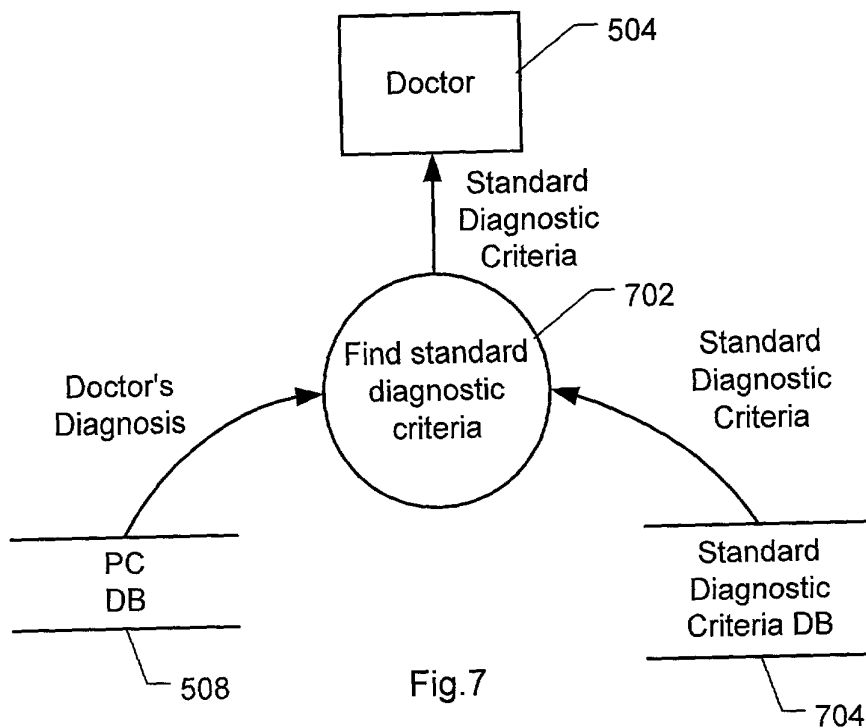 504
Doctor
Standard
Diagnostic
Criteria
702
Find standard
diagnostic
criteria
Doctor's
Diagnosis
Standard
Diagnostic
Criteria
PC
DB
508
Standard
Diagnostic
Criteria DB
704
Fig.7